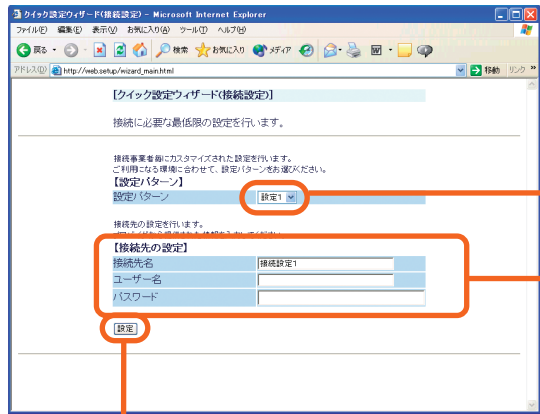 クイック設定ウィザード(接続設定) - Microsoft Internet Explorer
ファイル(F) 編集(E) 表示(V) お気に入り(A) ツール(T) ヘルプ(H)
戻る 検索 お気に入り メディア
アドレス(D) http://web.setup/wizard_main.html 移動 リンク »
[クイック設定ウィザード(接続設定)]
接続に必要な最低限の設定を行います。
接続事業者毎にカスタマイズされた設定を行います。
ご利用になる環境に合わせて、設定パターンをお選びください。
【設定パターン】
設定パターン 設定1
接続先の設定を行います。
【接続先の設定】
接続先名 接続設定1
ユーザー名
パスワード
設定